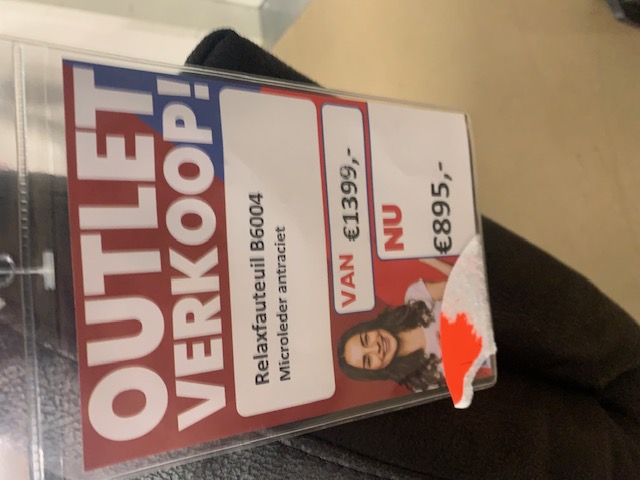 OUTLET
VERKOOP!
Relaxfauteuil B6004
Microleder antraciet
VAN €1399,-
NU
€895,-